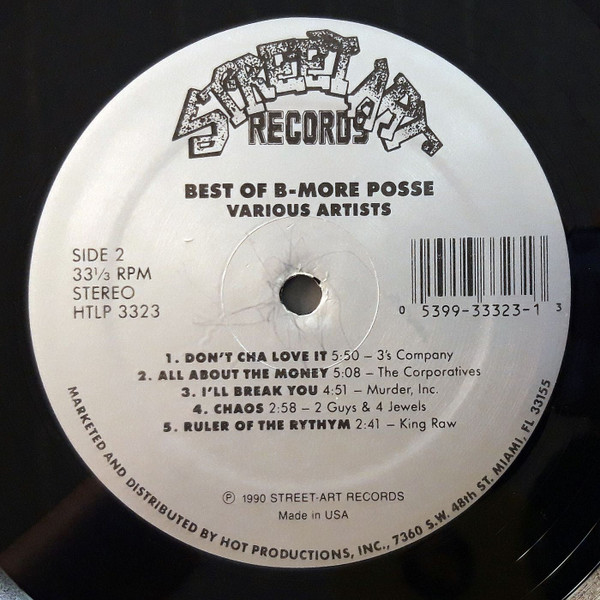 STREET ART
RECORDS
BEST OF B-MORE POSSE
VARIOUS ARTISTS
SIDE 2
33⅓ RPM
STEREO
HTLP 3323
0 5399-33323-1 3
1. DON'T CHA LOVE IT 5:50 – 3's Company
2. ALL ABOUT THE MONEY 5:08 – The Corporatives
3. I'LL BREAK YOU 4:51 – Murder, Inc.
4. CHAOS 2:58 – 2 Guys & 4 Jewels
5. RULER OF THE RYTHYM 2:41 – King Raw
℗ 1990 STREET-ART RECORDS
Made in USA
MARKETED AND DISTRIBUTED BY HOT PRODUCTIONS, INC., 7360 S.W. 48th ST. MIAMI, FL 33155